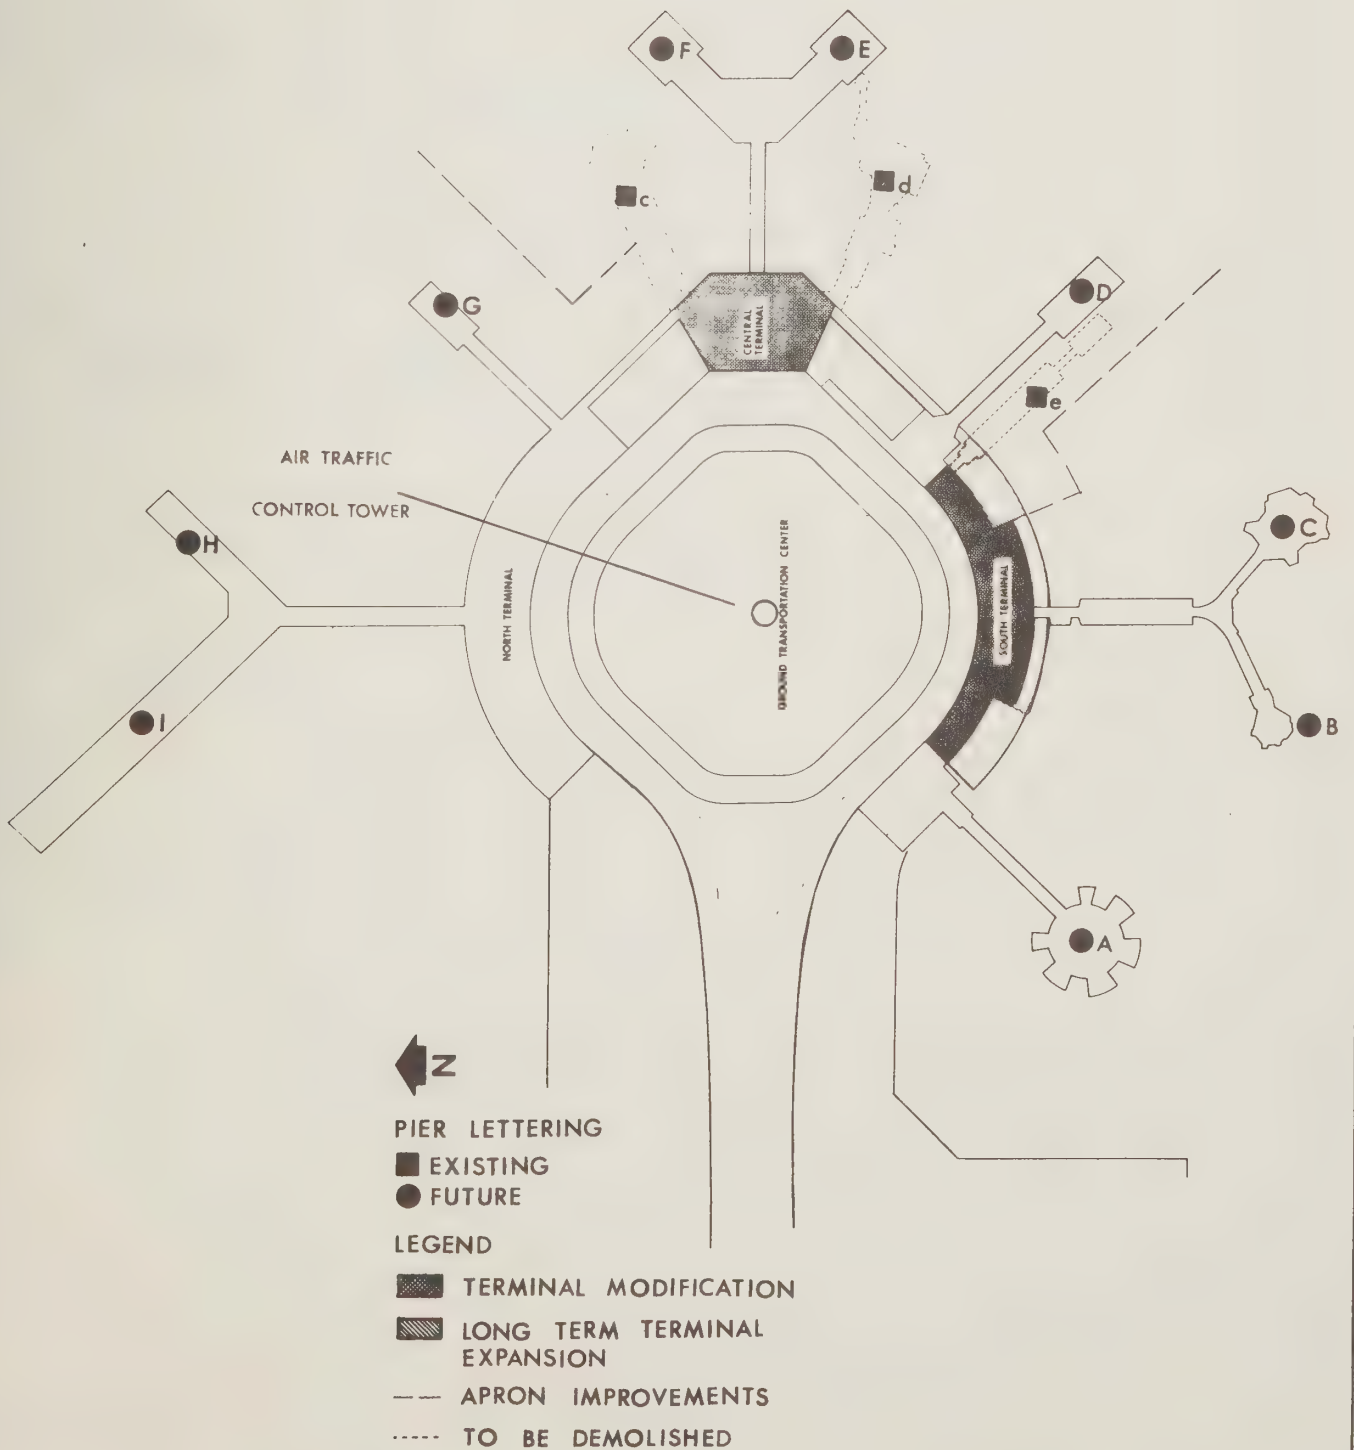 F
E
c
d
G
D
CENTRAL
TERMINAL
e
AIR TRAFFIC
CONTROL TOWER
H
C
NORTH TERMINAL
GROUND TRANSPORTATION CENTER
SOUTH TERMINAL
I
B
A
N
PIER LETTERING
EXISTING
FUTURE
LEGEND
TERMINAL MODIFICATION
LONG TERM TERMINAL
EXPANSION
APRON IMPROVEMENTS
TO BE DEMOLISHED